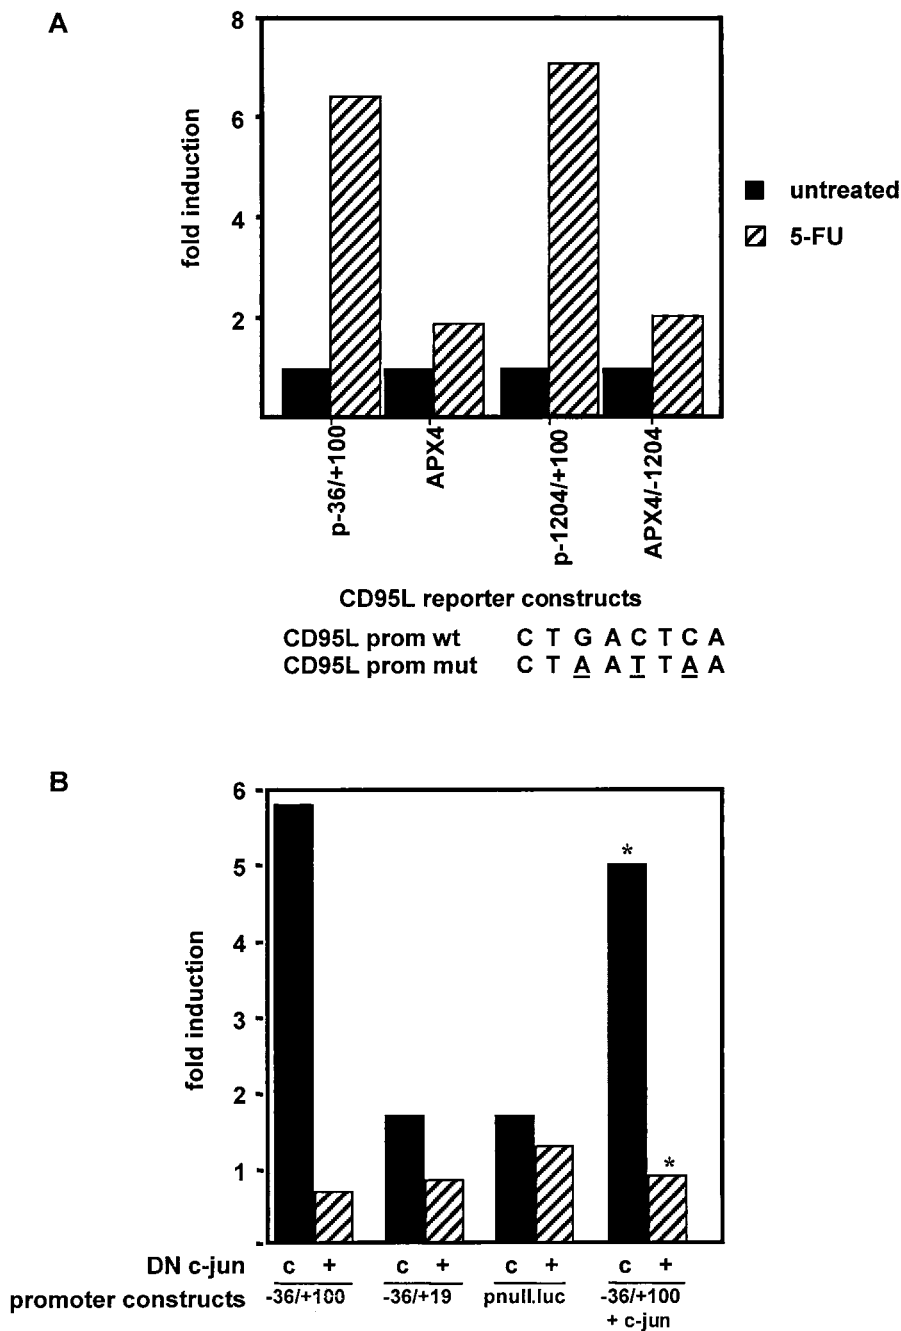 A
8
6
4
2
fold induction
untreated
5-FU
p-36/+100
APX4
p-1204/+100
APX4/-1204
CD95L reporter constructs
CD95L prom wt C T G A C T C A
CD95L prom mut C T A A T T A A
B
6
5
4
3
2
1
fold induction
*
*
DN c-jun c + c + c + c +
promoter constructs -36/+100 -36/+19 pnull.luc -36/+100
+ c-jun